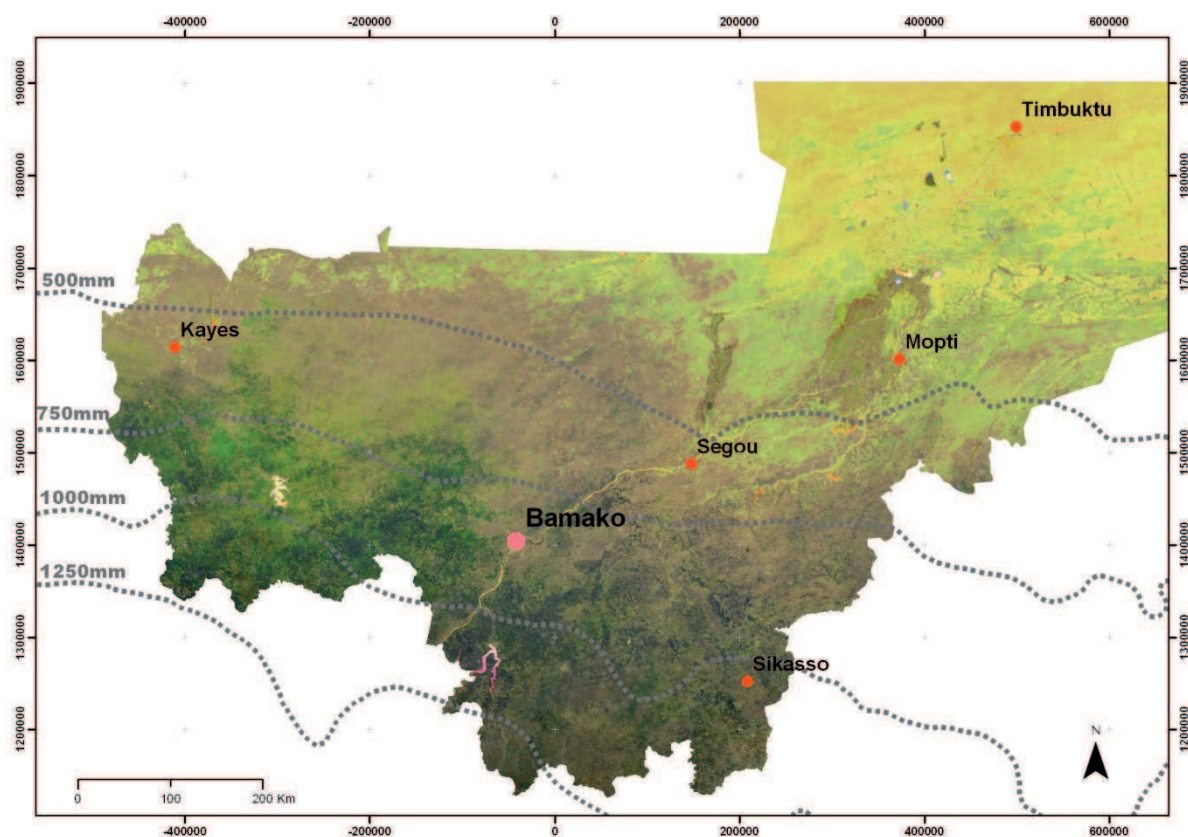 -400000 -200000 0 200000 400000 600000
1900000 1900000
Timbuktu
1800000 1800000
1700000 1700000
500mm
Kayes
Mopti
1600000 1600000
750mm
Segou
1500000 1500000
1000mm
Bamako
1400000 1400000
1250mm
1300000 1300000
Sikasso
1200000 1200000
N
0 100 200 Km
-400000 -200000 0 200000 400000 600000